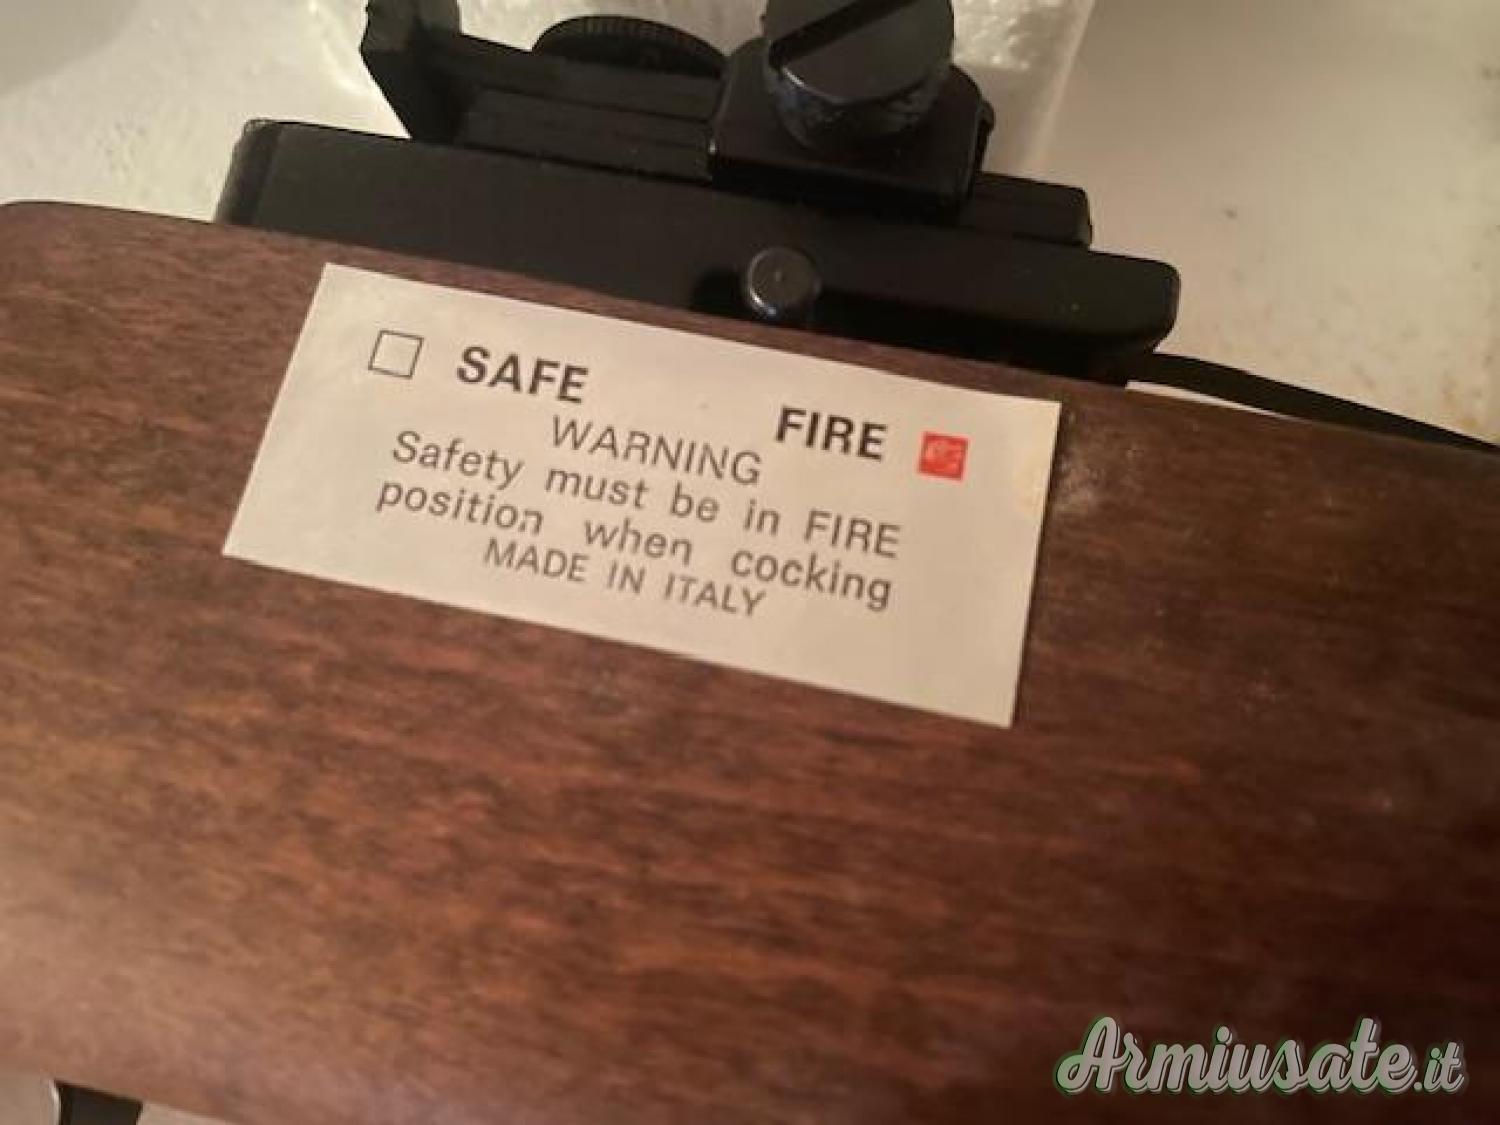 SAFE FIRE
WARNING
Safety must be in FIRE
position when cocking
MADE IN ITALY
Armiusate.it